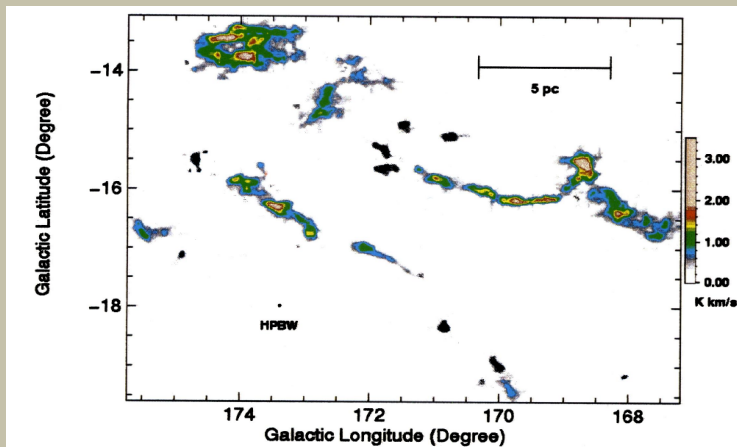 −14
−16
−18
Galactic Latitude (Degree)
5 pc
3.00
2.00
1.00
0.00
K km/s
HPBW
174
172
170
168
Galactic Longitude (Degree)